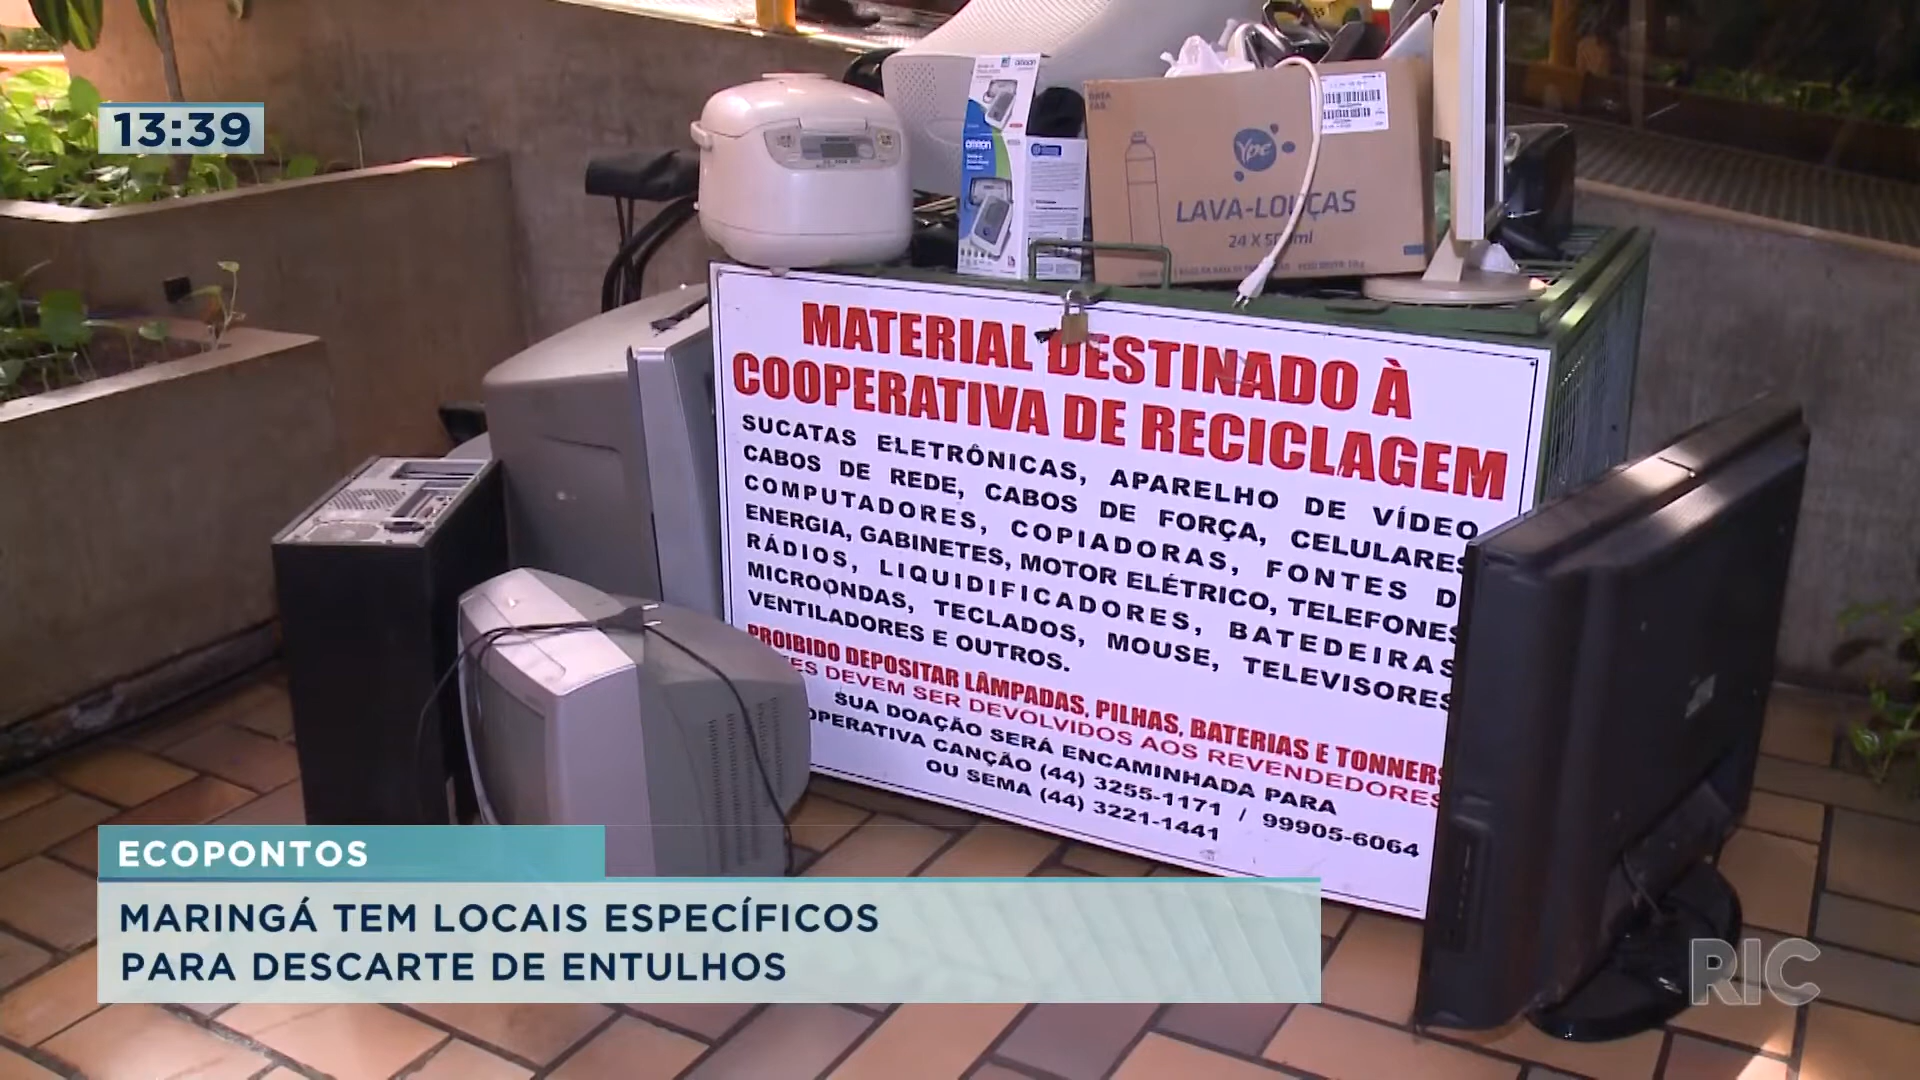 13:39
OMRON
OMRON
Ypê
LAVA-LOUÇAS
24 X 500ml
MATERIAL DESTINADO À
COOPERATIVA DE RECICLAGEM
SUCATAS ELETRÔNICAS, APARELHO DE VÍDEO,
CABOS DE REDE, CABOS DE FORÇA, CELULARES
COMPUTADORES, COPIADORAS, FONTES D
ENERGIA, GABINETES, MOTOR ELÉTRICO, TELEFONES
RÁDIOS, LIQUIDIFICADORES, BATEDEIRAS
MICROONDAS, TECLADOS, MOUSE, TELEVISORES
VENTILADORES E OUTROS.
PROIBIDO DEPOSITAR LÂMPADAS, PILHAS, BATERIAS E TONNERS
DEVEM SER DEVOLVIDOS AOS REVENDEDORES
SUA DOAÇÃO SERÁ ENCAMINHADA PARA
OPERATIVA CANÇÃO (44) 3255-1171 / 99905-6064
OU SEMA (44) 3221-1441
ECOPONTOS
MARINGÁ TEM LOCAIS ESPECÍFICOS
PARA DESCARTE DE ENTULHOS
RIC